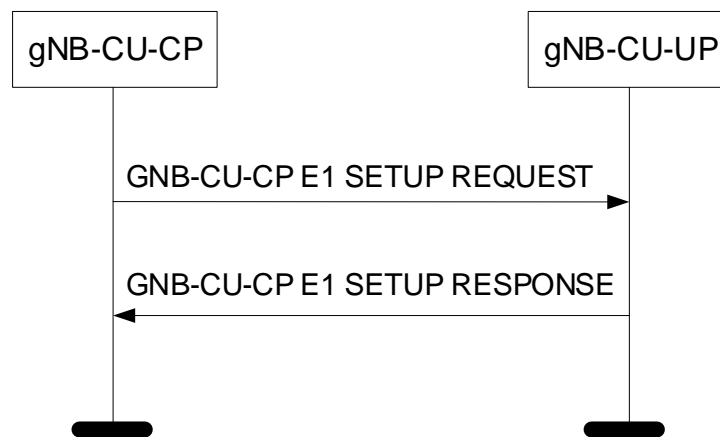 gNB-CU-CP
gNB-CU-UP
GNB-CU-CP E1 SETUP REQUEST
GNB-CU-CP E1 SETUP RESPONSE